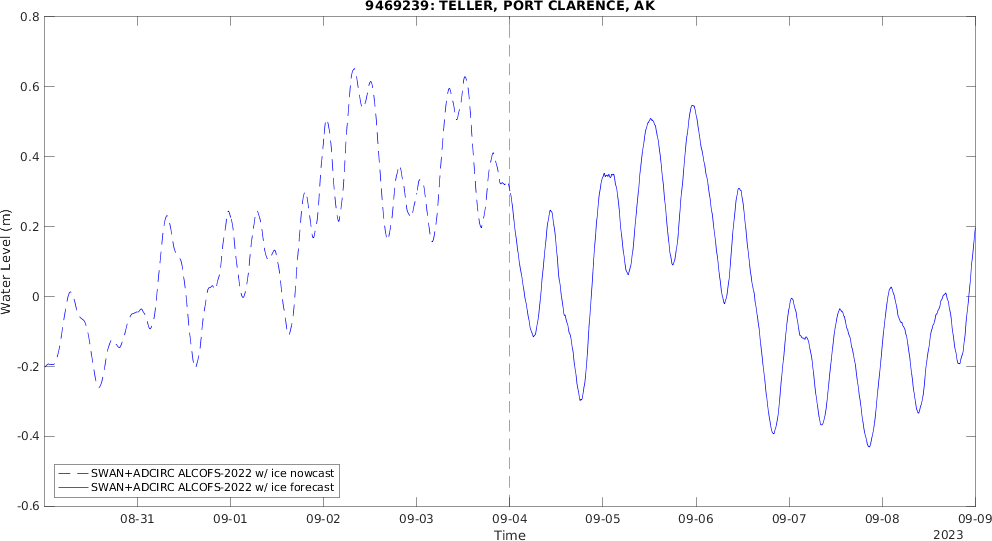 9469239: TELLER, PORT CLARENCE, AK
0.8
0.6
0.4
0.2
0
-0.2
-0.4
-0.6
Water Level (m)
SWAN+ADCIRC ALCOFS-2022 w/ ice nowcast
SWAN+ADCIRC ALCOFS-2022 w/ ice forecast
08-31 09-01 09-02 09-03 09-04 09-05 09-06 09-07 09-08 09-09
Time
2023